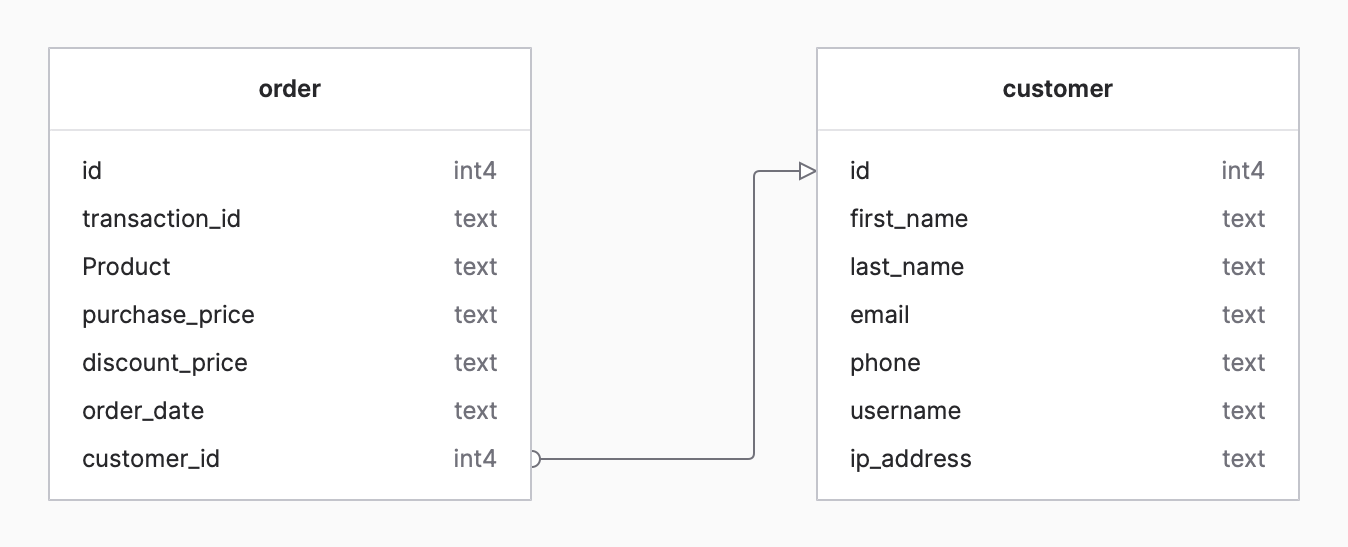 order
id int4
transaction_id text
Product text
purchase_price text
discount_price text
order_date text
customer_id int4
customer
id int4
first_name text
last_name text
email text
phone text
username text
ip_address text